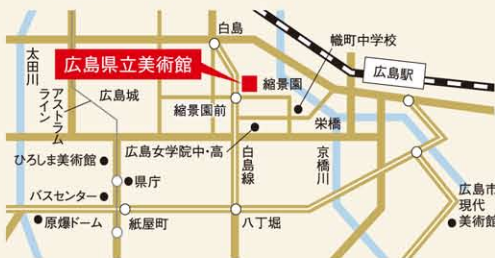 白島
幟町中学校
太田川
広島県立美術館
縮景園
広島駅
アストラム
ライン
広島城
縮景園前
栄橋
広島女学院中・高
白島線
京橋川
ひろしま美術館
県庁
広島市
現代
美術館
バスセンター
原爆ドーム
紙屋町
八丁堀